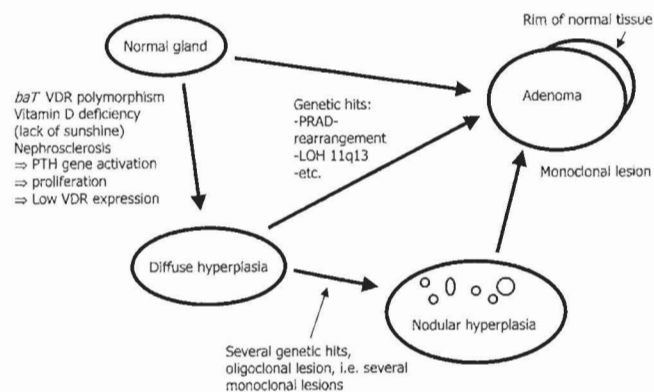 Rim of normal tissue
Normal gland
Adenoma
baT VDR polymorphism
Vitamin D deficiency
(lack of sunshine)
Nephrosclerosis
⇒ PTH gene activation
⇒ proliferation
⇒ Low VDR expression
Genetic hits:
-PRAD-
rearrangement
-LOH 11q13
-etc.
Monoclonal lesion
Diffuse hyperplasia
Nodular hyperplasia
Several genetic hits,
oligoclonal lesion, i.e. several
monoclonal lesions